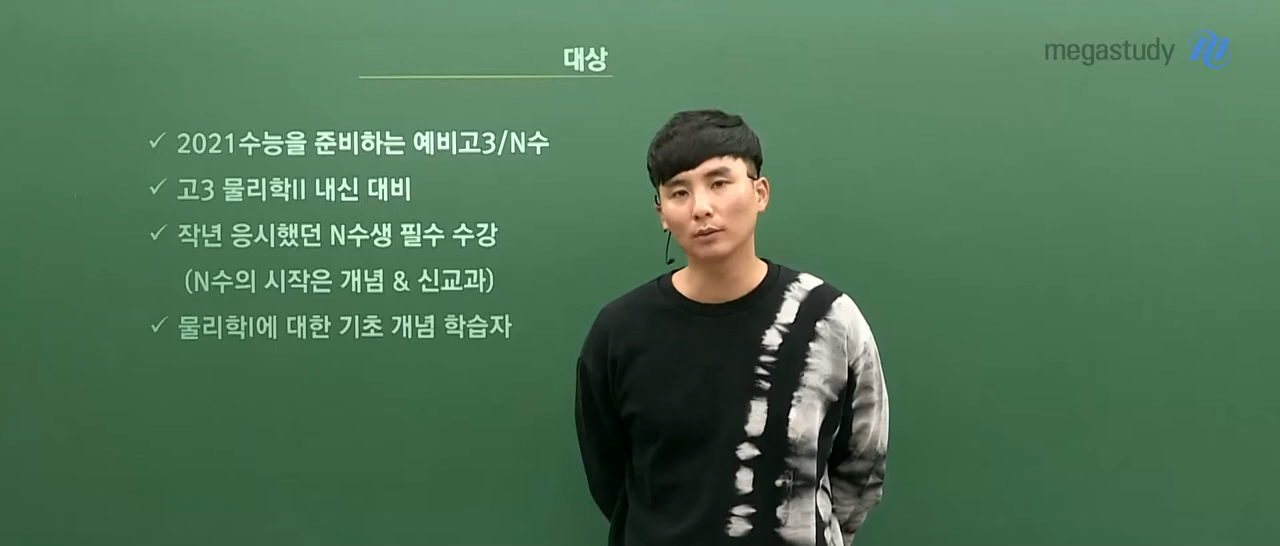 대상
megastudy
2021수능을 준비하는 예비고3/N수
고3 물리학II 내신 대비
작년 응시했던 N수생 필수 수강
(N수의 시작은 개념 & 신교과)
물리학I에 대한 기초 개념 학습자